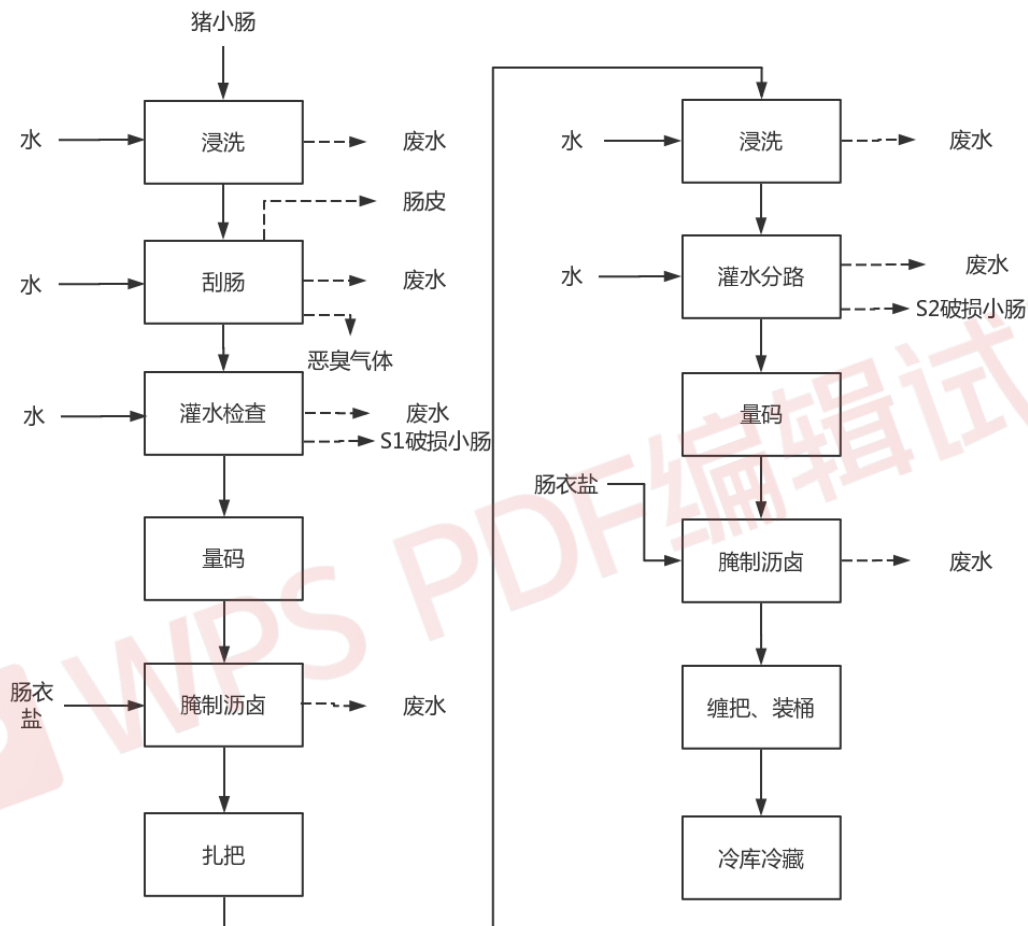 猪小肠
水
浸洗
废水
肠皮
水
刮肠
废水
恶臭气体
水
灌水检查
废水
S1破损小肠
量码
肠衣
盐
腌制沥卤
废水
扎把
水
浸洗
废水
水
灌水分路
废水
S2破损小肠
量码
肠衣盐
腌制沥卤
废水
缠把、装桶
冷库冷藏
WPS PDF编辑试